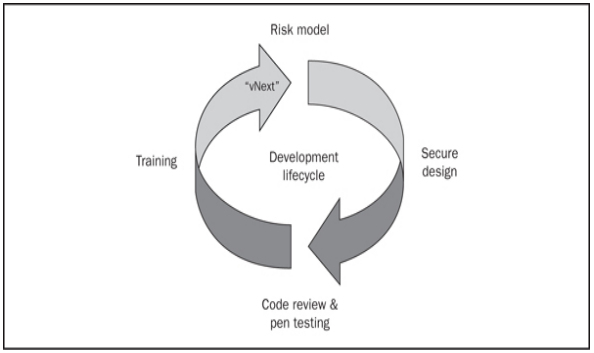 Risk model
“vNext”
Training
Development
lifecycle
Secure
design
Code review &
pen testing